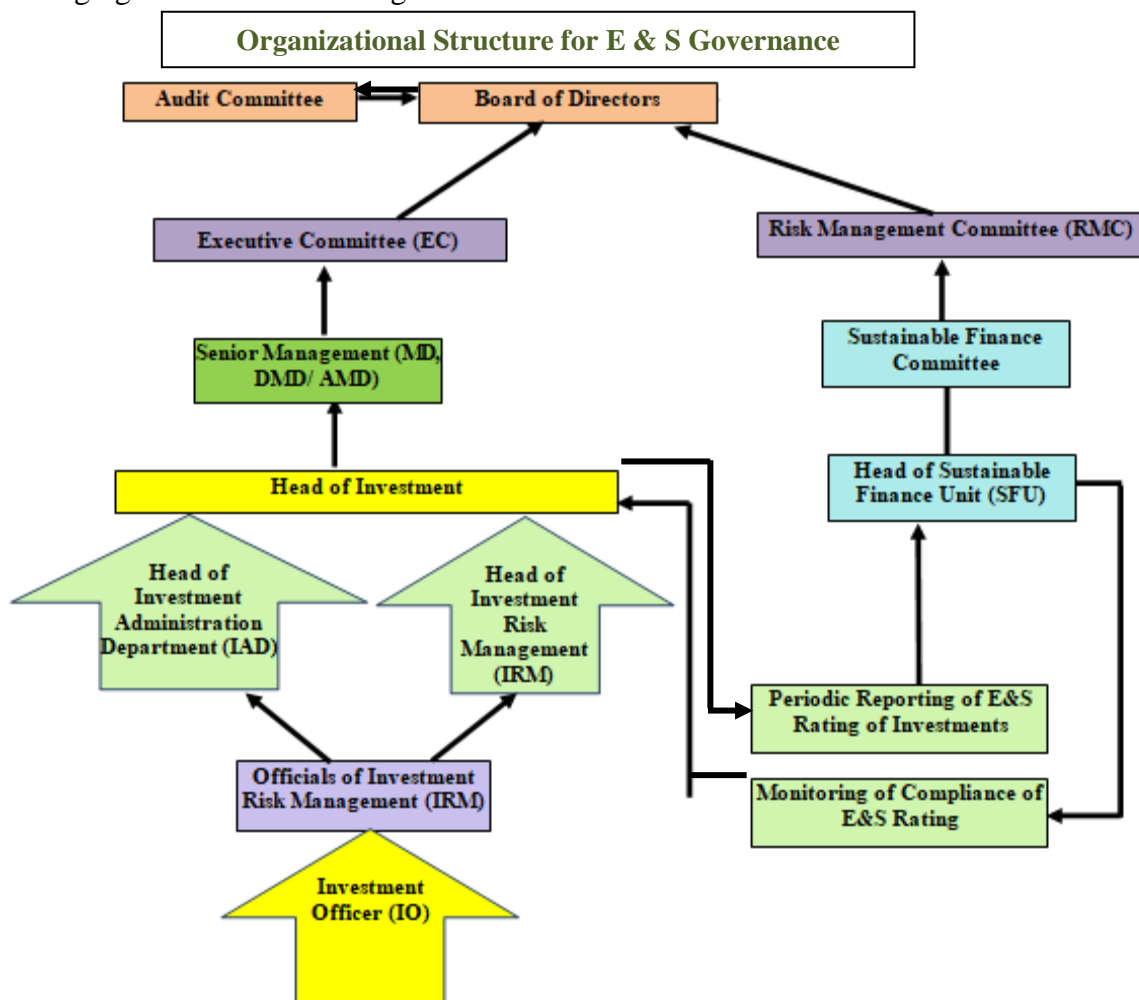 Organizational Structure for E & S Governance
Audit Committee
Board of Directors
Executive Committee (EC)
Risk Management Committee (RMC)
Senior Management (MD,
DMD/ AMD)
Sustainable Finance
Committee
Head of Investment
Head of Sustainable
Finance Unit (SFU)
Head of
Investment
Administration
Department (IAD)
Head of
Investment
Risk
Management
(IRM)
Periodic Reporting of E&S
Rating of Investments
Officials of Investment
Risk Management (IRM)
Monitoring of Compliance of
E&S Rating
Investment
Officer (IO)